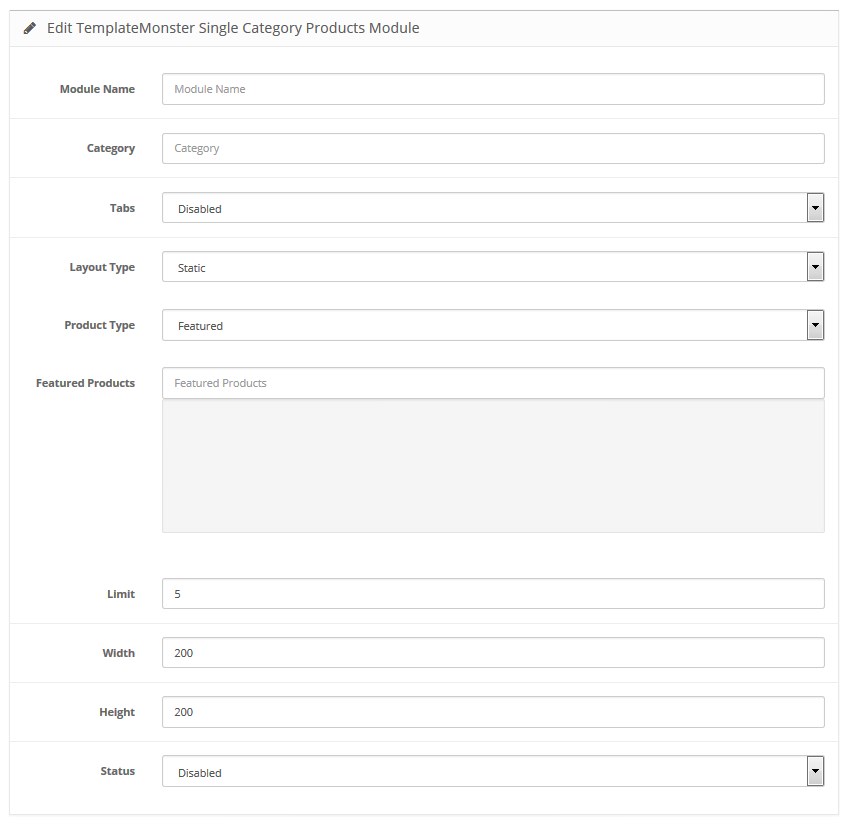 Edit TemplateMonster Single Category Products Module
Module Name Module Name
Category Category
Tabs Disabled
Layout Type Static
Product Type Featured
Featured Products Featured Products
Limit 5
Width 200
Height 200
Status Disabled